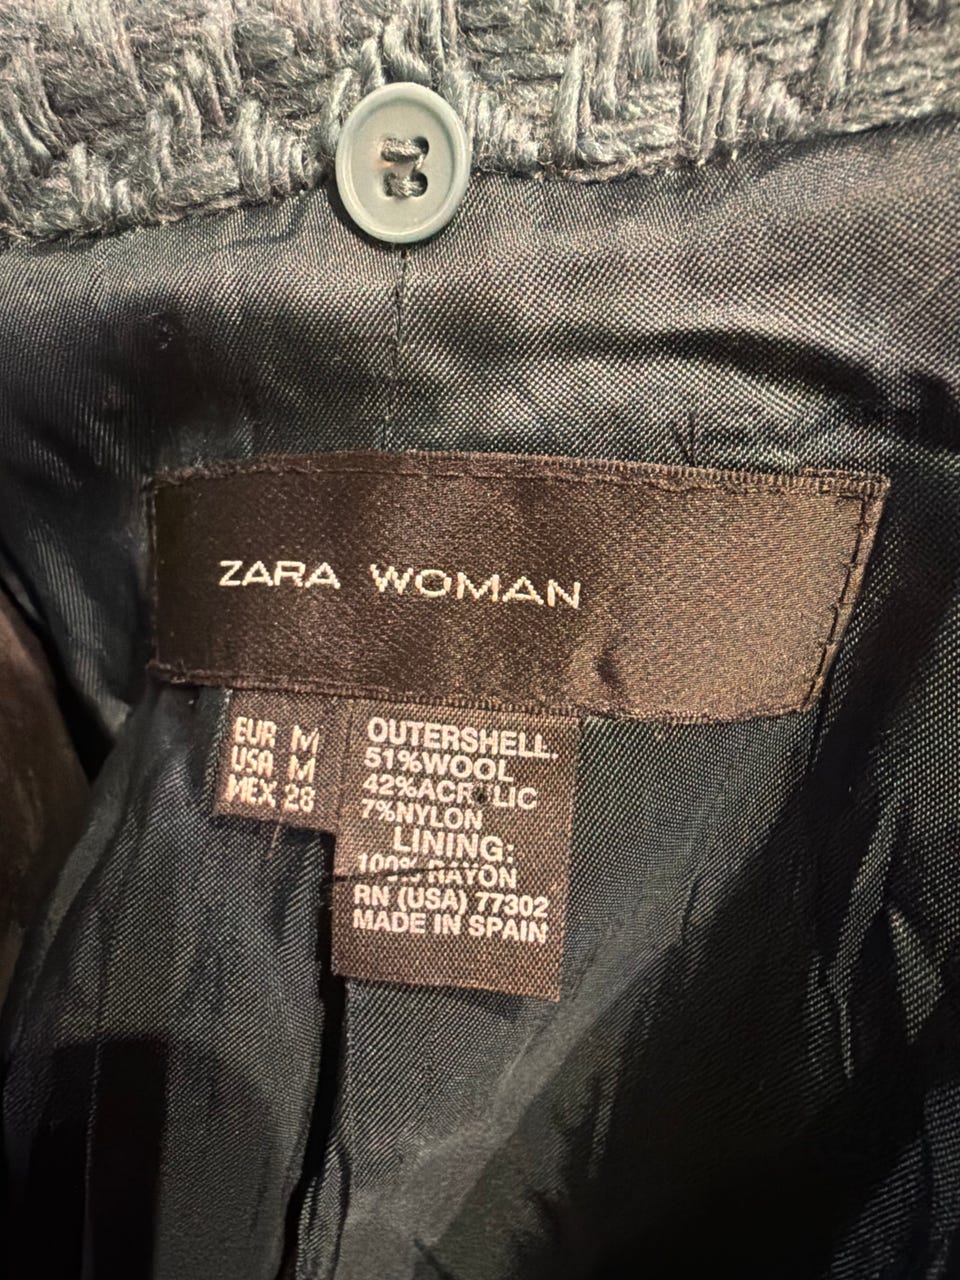 ZARA WOMAN
EUR M
USA M
MEX 28
OUTERSHELL.
51%WOOL
42%ACRYLIC
7%NYLON
LINING:
100% RAYON
RN (USA) 77302
MADE IN SPAIN